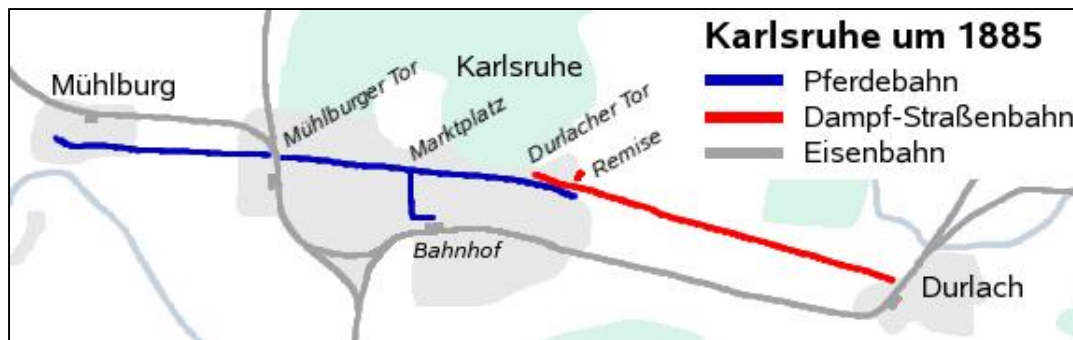 Karlsruhe um 1885
Pferdebahn
Dampf-Straßenbahn
Eisenbahn
Mühlburg
Mühlburger Tor
Karlsruhe
Marktplatz
Durlacher Tor
Remise
Bahnhof
Durlach